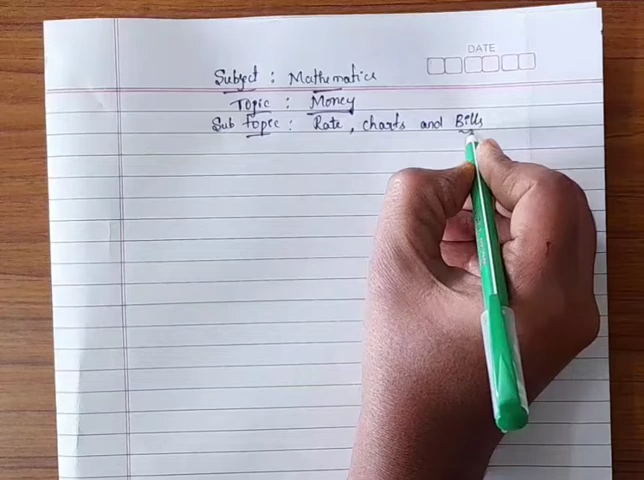 DATE
Subject : Mathematics
Topic : Money
Sub Topic : Rate, charts and Bills